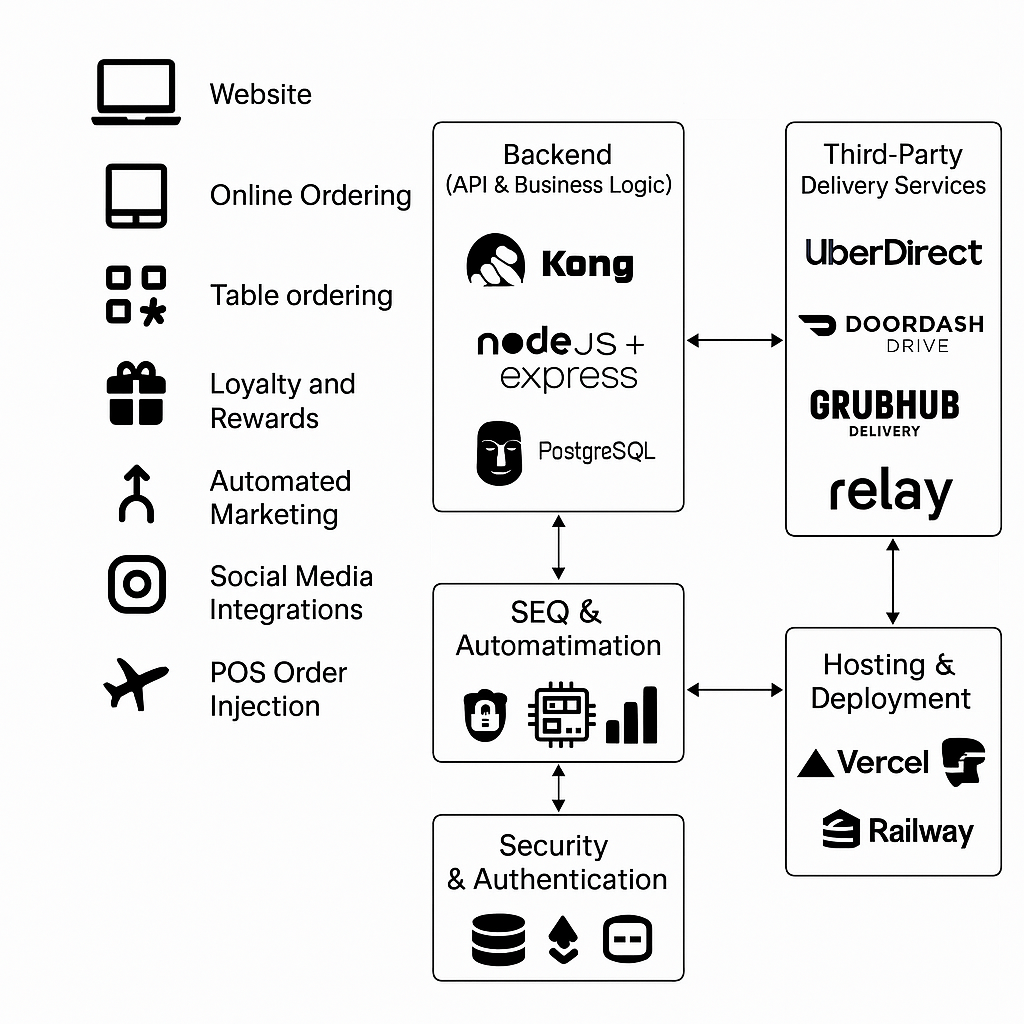 Website
Online Ordering
Table ordering
Loyalty and
Rewards
Automated
Marketing
Social Media
Integrations
POS Order
Injection
Backend
(API & Business Logic)
Kong
nodeJS +
express
PostgreSQL
SEQ &
Automatimation
Security
& Authentication
Third-Party
Delivery Services
UberDirect
DOORDASH
DRIVE
GRUBHUB
DELIVERY
relay
Hosting &
Deployment
Vercel
Railway